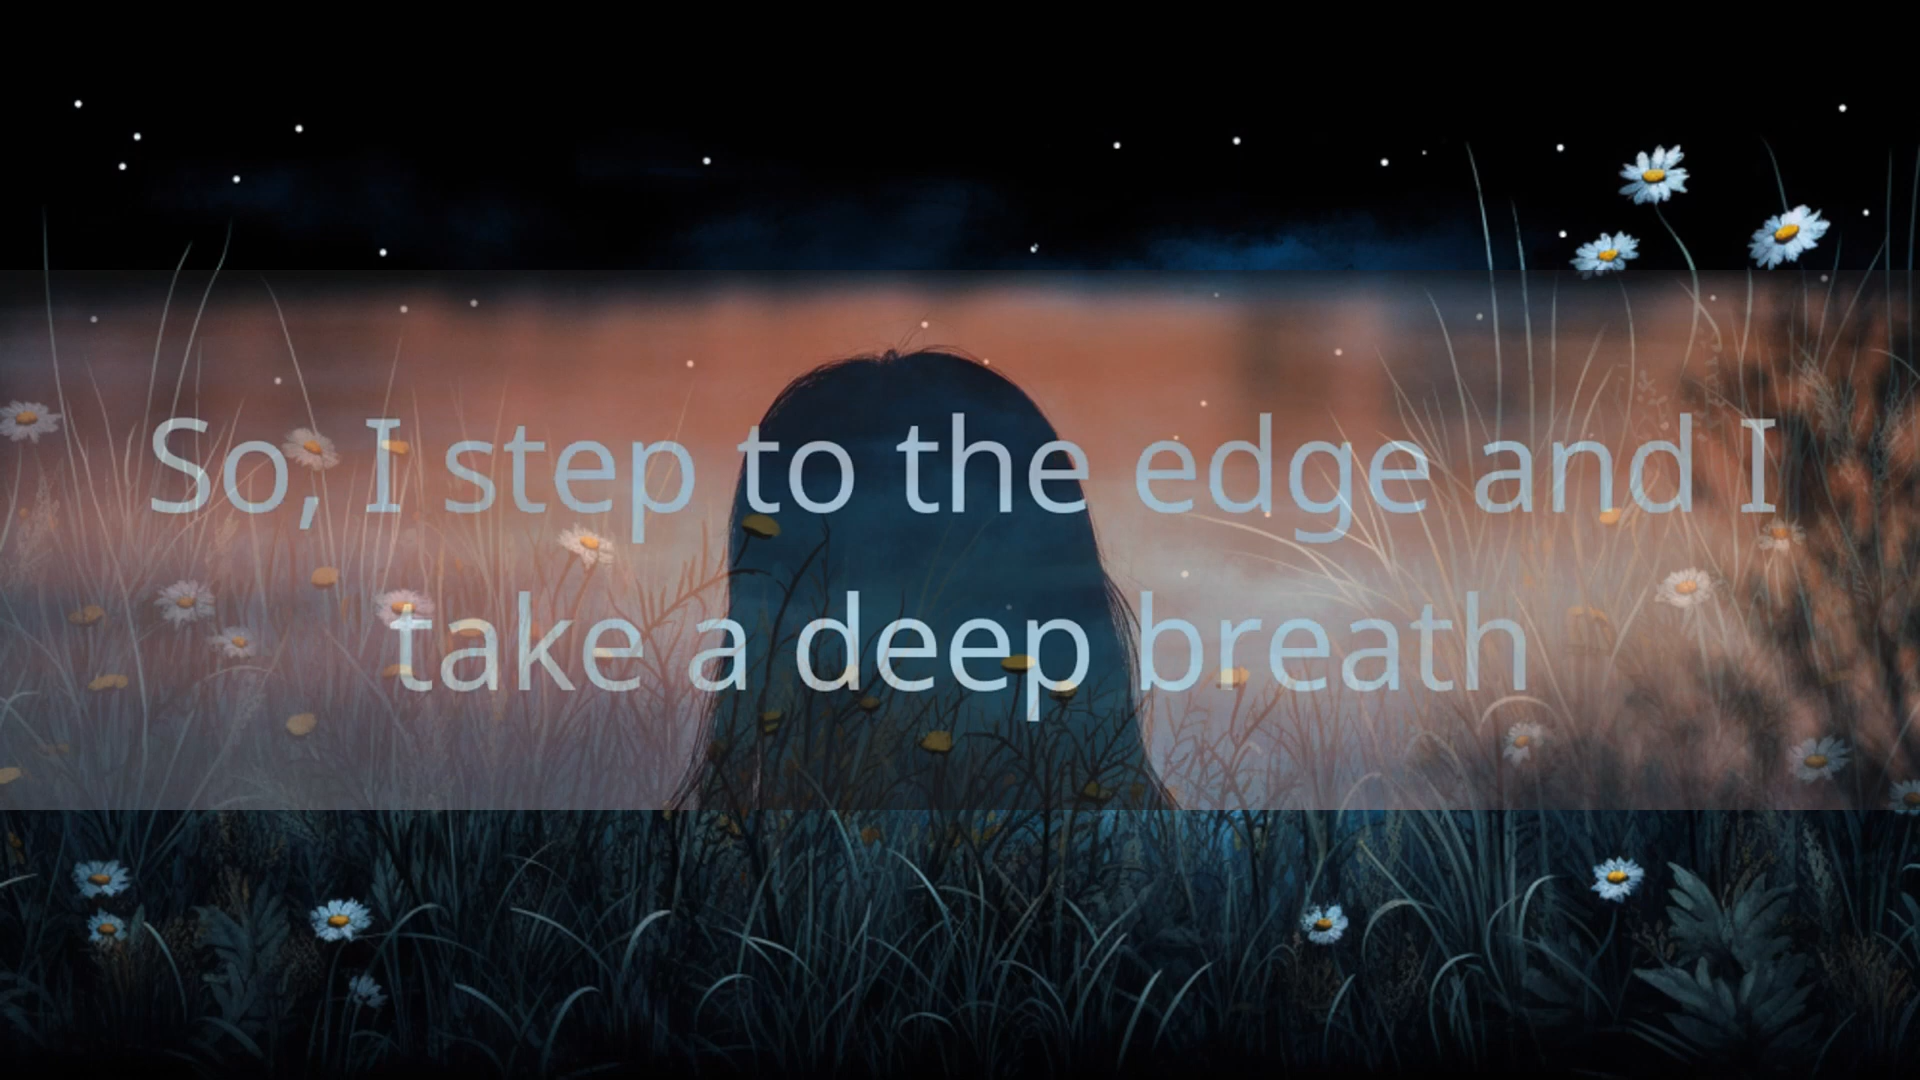 So, I step to the edge and I
take a deep breath